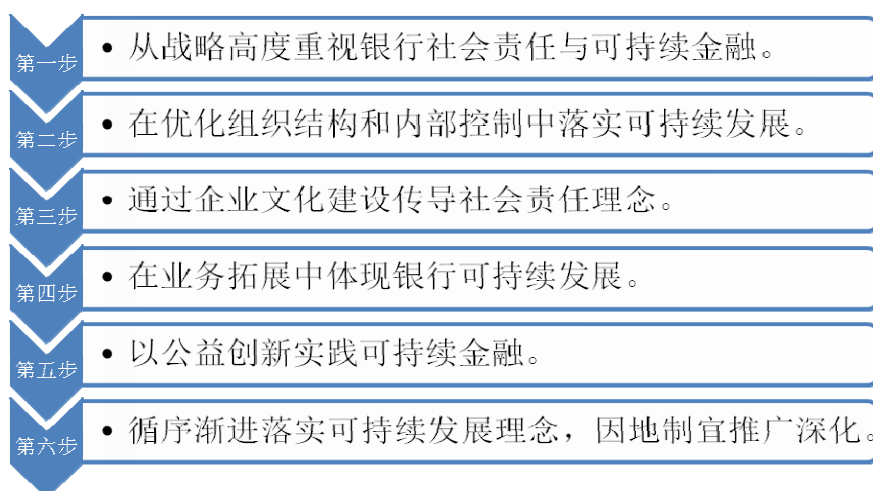 第一步
• 从战略高度重视银行社会责任与可持续金融。
第二步
• 在优化组织结构和内部控制中落实可持续发展。
第三步
• 通过企业文化建设传导社会责任理念。
第四步
• 在业务拓展中体现银行可持续发展。
第五步
• 以公益创新实践可持续金融。
第六步
• 循序渐进落实可持续发展理念，因地制宜推广深化。